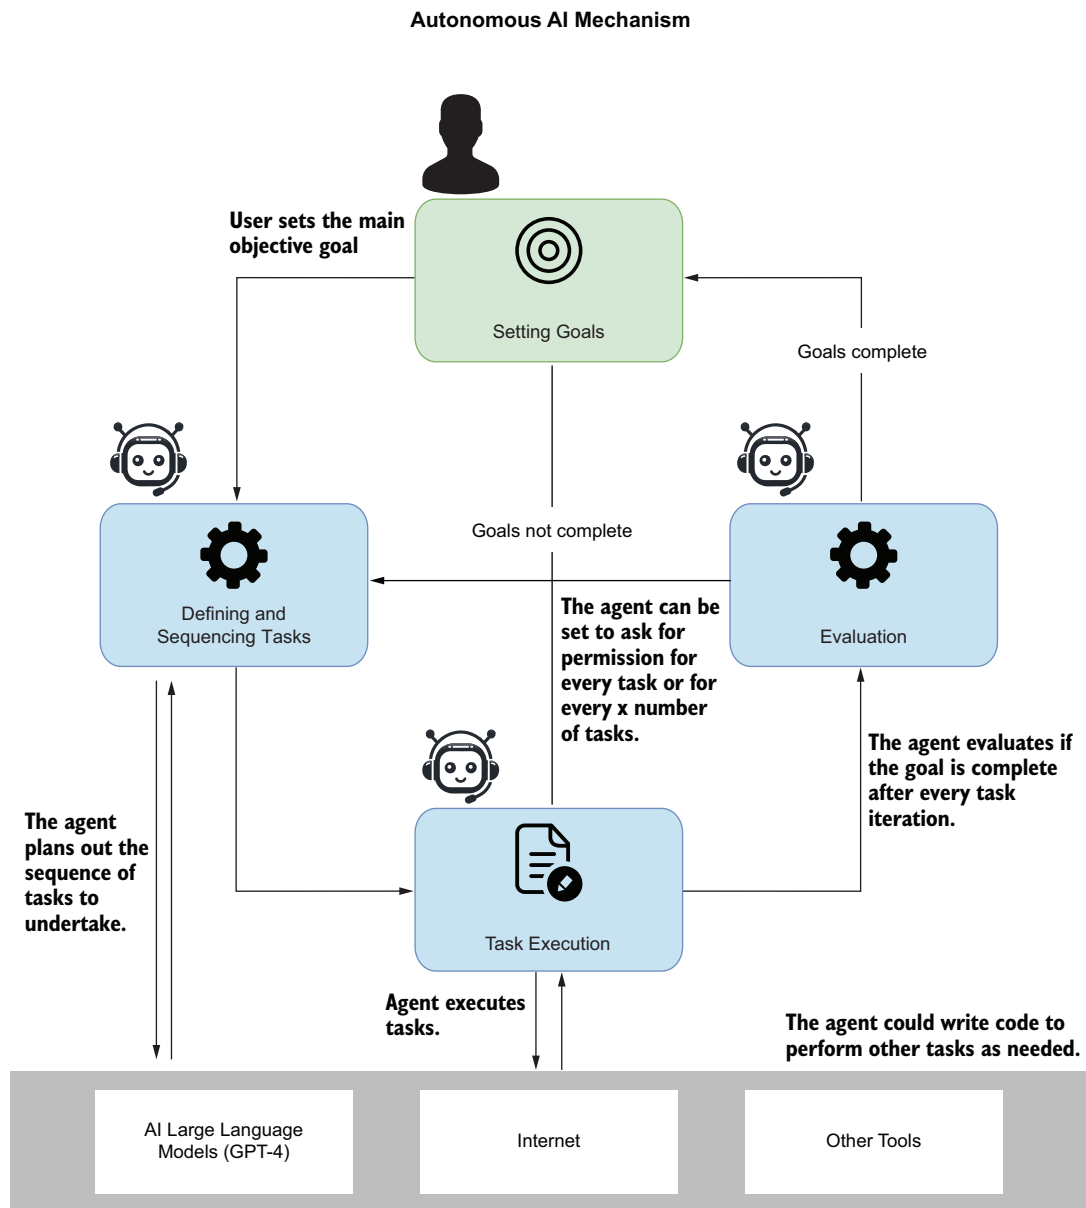 Autonomous AI Mechanism
User sets the main
objective goal
Setting Goals
Goals complete
Goals not complete
Defining and
Sequencing Tasks
The agent can be
set to ask for
permission for
every task or for
every x number
of tasks.
Evaluation
The agent evaluates if
the goal is complete
after every task
iteration.
The agent
plans out the
sequence of
tasks to
undertake.
Task Execution
Agent executes
tasks.
The agent could write code to
perform other tasks as needed.
AI Large Language
Models (GPT-4)
Internet
Other Tools